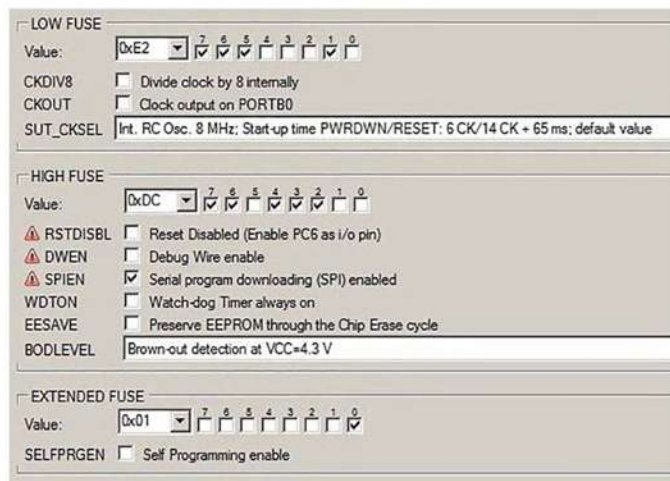 LOW FUSE
Value: 0xE2 7 6 5 4 3 2 1 0
CKDIV8 Divide clock by 8 internally
CKOUT Clock output on PORTB0
SUT_CKSEL Int. RC Osc. 8 MHz; Start-up time PWRDWN/RESET: 6 CK/14 CK + 65 ms; default value
HIGH FUSE
Value: 0xDC 7 6 5 4 3 2 1 0
RSTDISBL Reset Disabled (Enable PC6 as i/o pin)
DWEN Debug Wire enable
SPIEN Serial program downloading (SPI) enabled
WDTON Watch-dog Timer always on
EESAVE Preserve EEPROM through the Chip Erase cycle
BODLEVEL Brown-out detection at VCC=4.3 V
EXTENDED FUSE
Value: 0x01 7 6 5 4 3 2 1 0
SELFPRGEN Self Programming enable